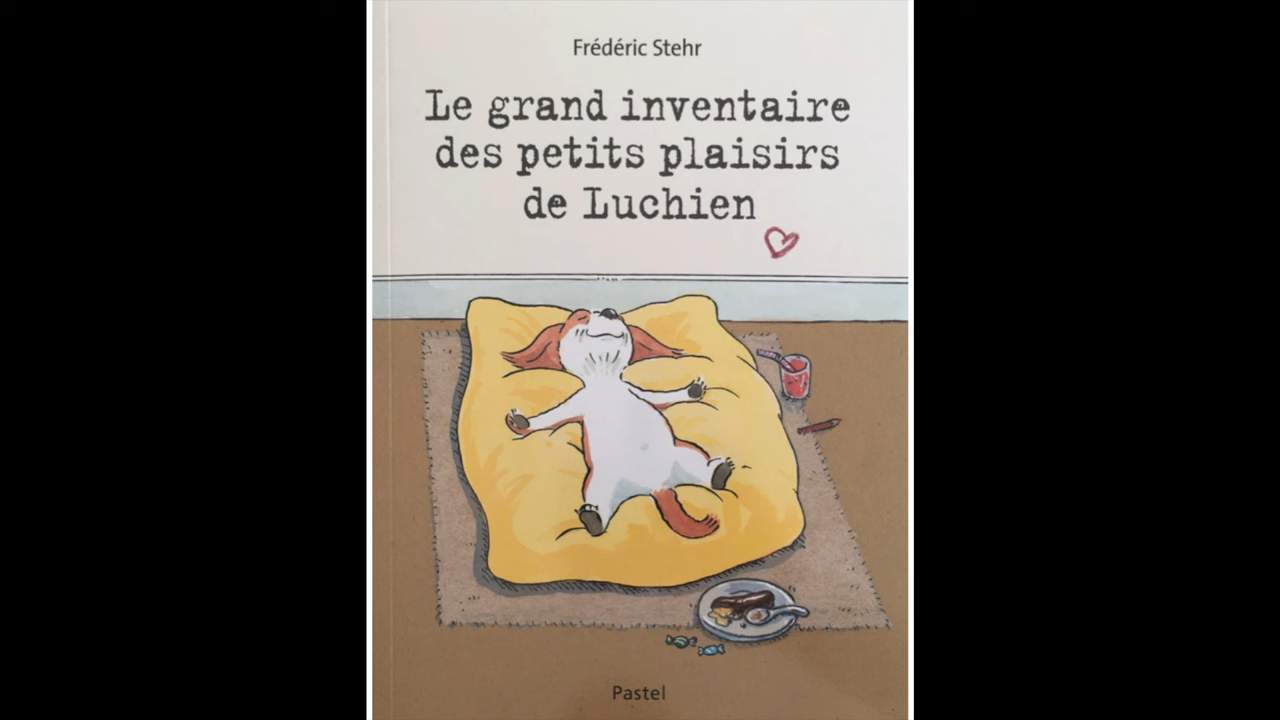 Frédéric Stehr
Le grand inventaire
des petits plaisirs
de Luchien
Pastel